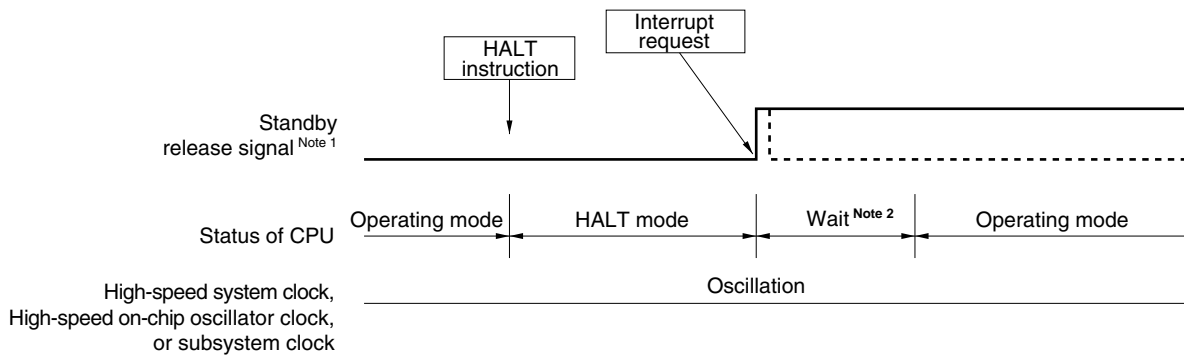 HALT
instruction
Interrupt
request
Standby
release signal Note 1
Status of CPU
Operating mode
HALT mode
Wait Note 2
Operating mode
High-speed system clock,
High-speed on-chip oscillator clock,
or subsystem clock
Oscillation